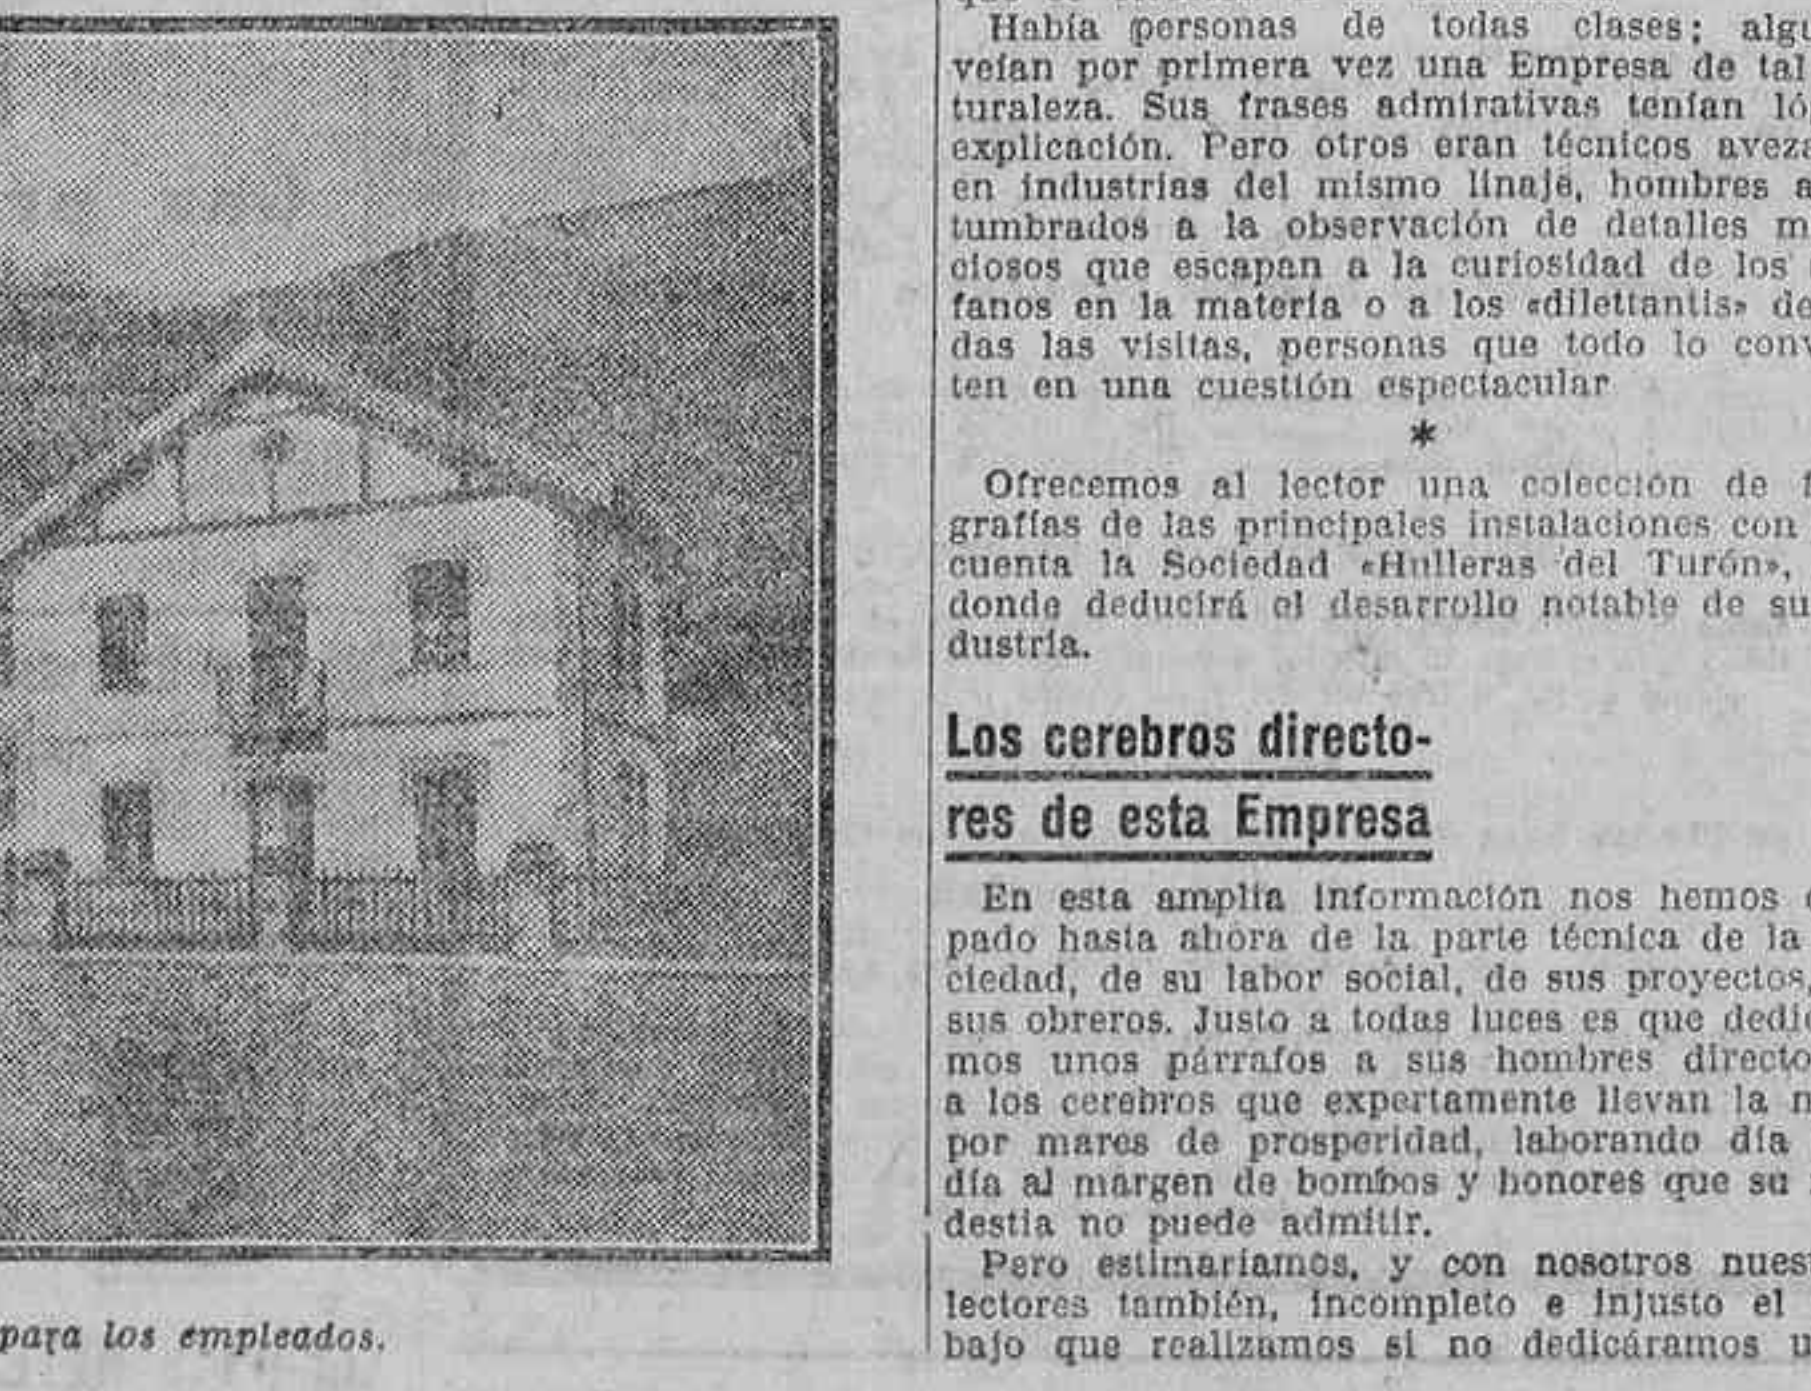 para los empleados.
Había personas de todas clases; algu
veían por primera vez una Empresa de tal
turaleza. Sus frases admirativas tenían ló
explicación. Pero otros eran técnicos aveza
en industrias del mismo linaje, hombres a
tumbrados a la observación de detalles m
ciosos que escapan a la curiosidad de los
fanos en la materia o a los «dilettantis» de
das las visitas, personas que todo lo conv
ten en una cuestión espectacular
*
Ofrecemos al lector una colección de f
grafías de las principales instalaciones con
cuenta la Sociedad «Hulleras del Turón»,
donde deducirá el desarrollo notable de su
dustria.
Los cerebros directo-
res de esta Empresa
En esta amplia información nos hemos
pado hasta ahora de la parte técnica de la
ciedad, de su labor social, de sus proyectos,
sus obreros. Justo a todas luces es que dedi
mos unos párrafos a sus hombres directo
a los cerebros que expertamente llevan la n
por mares de prosperidad, laborando día
día al margen de bombos y honores que su
destia no puede admitir.
Pero estimaríamos, y con nosotros nues
lectores también, incompleto e injusto el
bajo que realizamos si no dedicáramos u